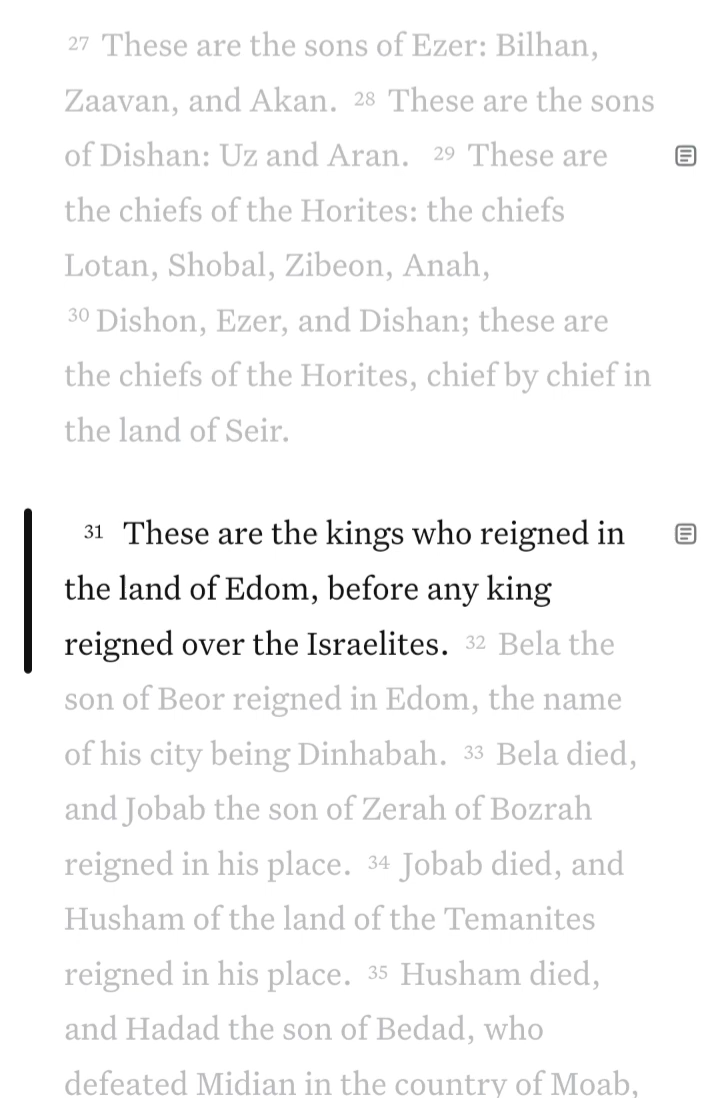 27 These are the sons of Ezer: Bilhan,
Zaavan, and Akan. 28 These are the sons
of Dishan: Uz and Aran. 29 These are
the chiefs of the Horites: the chiefs
Lotan, Shobal, Zibeon, Anah,
30 Dishon, Ezer, and Dishan; these are
the chiefs of the Horites, chief by chief in
the land of Seir.
31 These are the kings who reigned in
the land of Edom, before any king
reigned over the Israelites. 32 Bela the
son of Beor reigned in Edom, the name
of his city being Dinhabah. 33 Bela died,
and Jobab the son of Zerah of Bozrah
reigned in his place. 34 Jobab died, and
Husham of the land of the Temanites
reigned in his place. 35 Husham died,
and Hadad the son of Bedad, who
defeated Midian in the country of Moab,